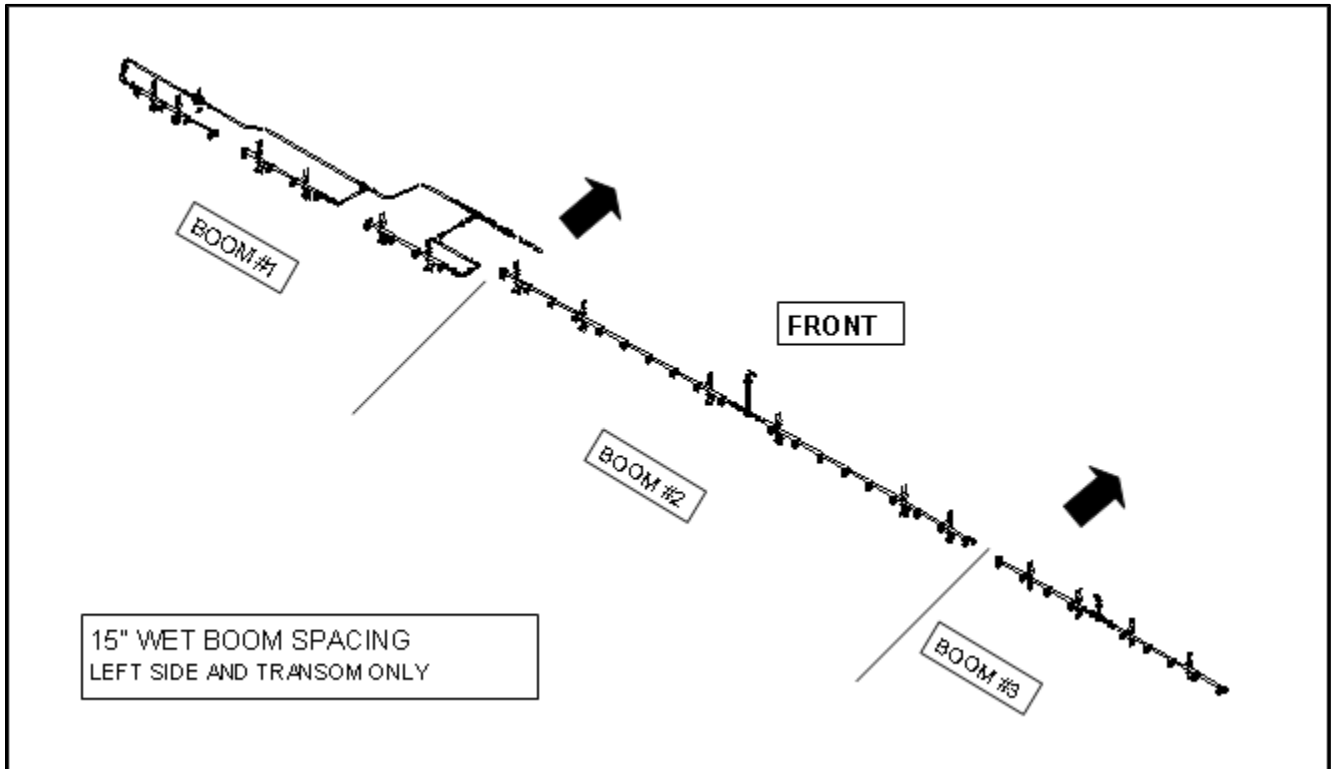 BOOM #1
FRONT
BOOM #2
BOOM #3
15" WET BOOM SPACING
LEFT SIDE AND TRANSOM ONLY